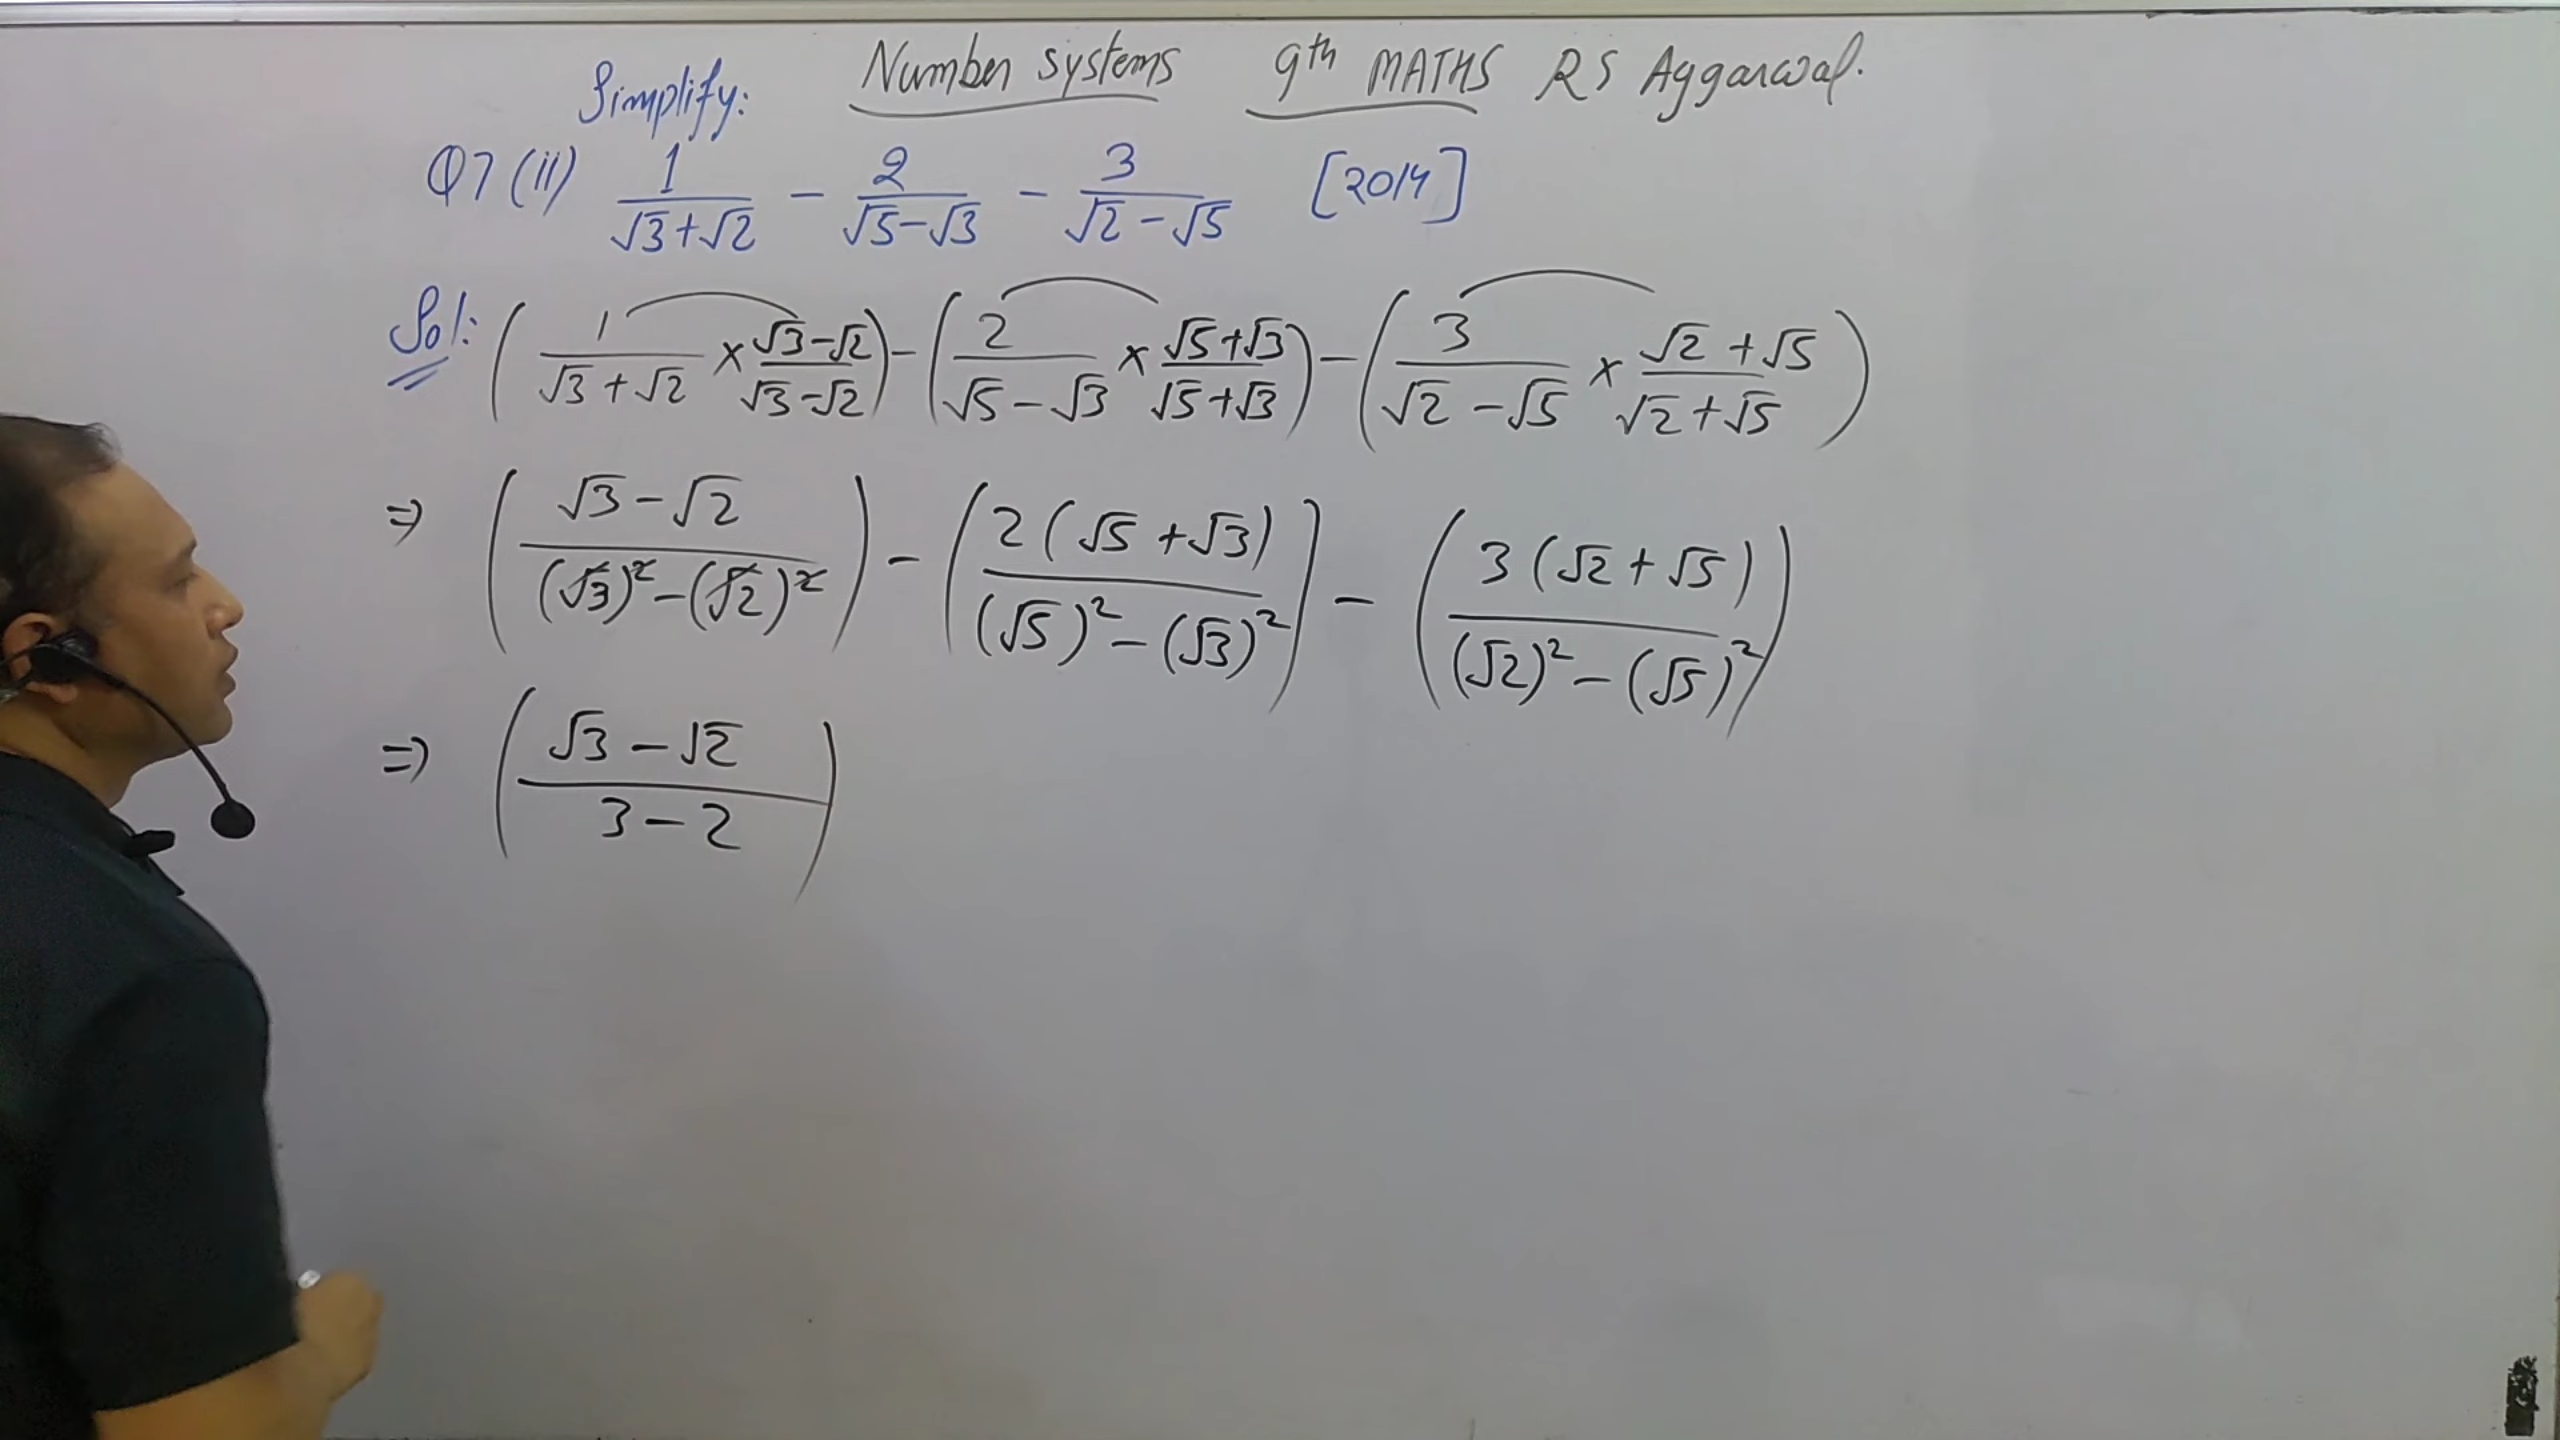 Number systems 9th MATHS RS Aggarwal.
Simplify:
Q7 (ii) 1/(√3+√2) − 2/(√5−√3) − 3/(√2−√5) [2014]
Sol: (1/(√3+√2) × (√3−√2)/(√3−√2)) − (2/(√5−√3) × (√5+√3)/(√5+√3)) − (3/(√2−√5) × (√2+√5)/(√2+√5))
⇒ ((√3−√2)/((√3)²−(√2)²)) − (2(√5+√3)/((√5)²−(√3)²)) − (3(√2+√5)/((√2)²−(√5)²))
⇒ ((√3−√2)/(3−2))